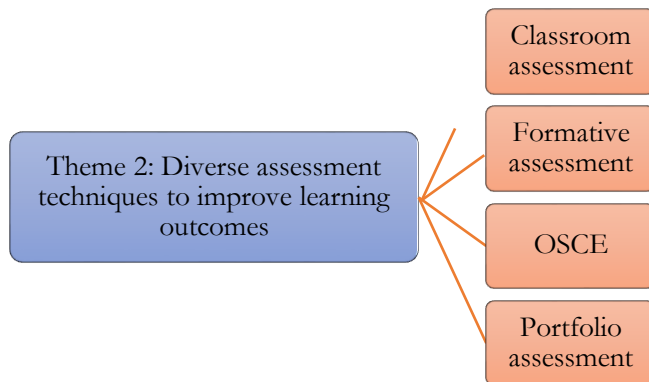 Classroom
assessment
Formative
assessment
Theme 2: Diverse assessment
techniques to improve learning
outcomes
OSCE
Portfolio
assessment